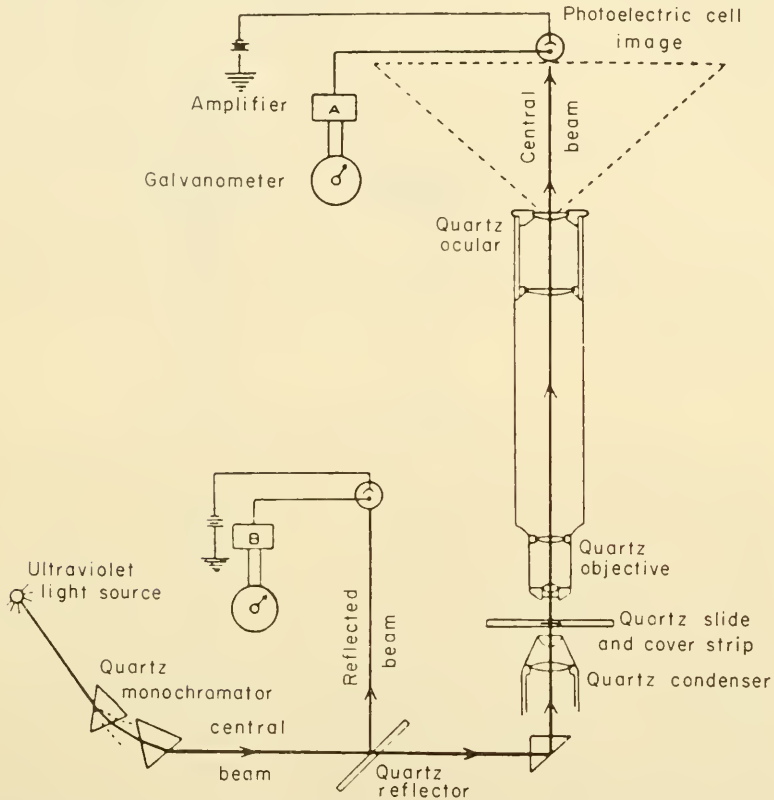 Photoelectric cell
image
Amplifier
A
Galvanometer
Central
beam
Quartz
ocular
B
Quartz
objective
Ultraviolet
light source
Reflected
beam
Quartz slide
and cover strip
Quartz
monochromator
Quartz condenser
central
beam
Quartz
reflector